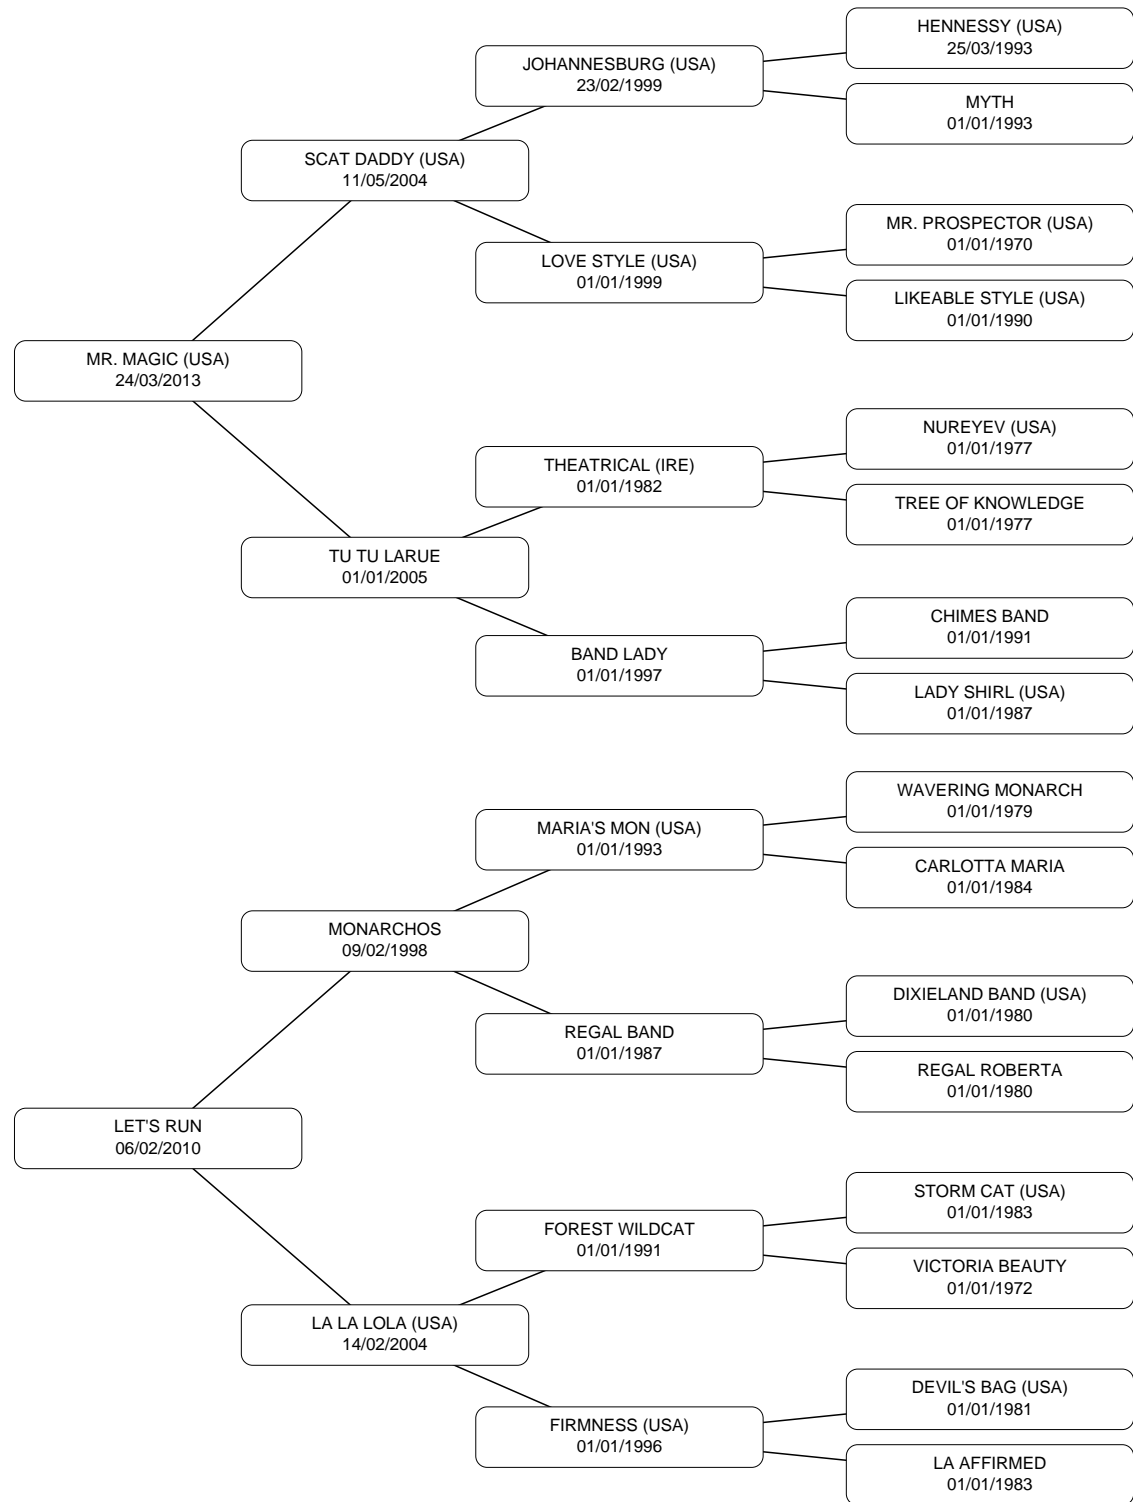 HENNESSY (USA)
25/03/1993
JOHANNESBURG (USA)
23/02/1999
MYTH
01/01/1993
SCAT DADDY (USA)
11/05/2004
MR. PROSPECTOR (USA)
01/01/1970
LOVE STYLE (USA)
01/01/1999
LIKEABLE STYLE (USA)
01/01/1990
MR. MAGIC (USA)
24/03/2013
NUREYEV (USA)
01/01/1977
THEATRICAL (IRE)
01/01/1982
TREE OF KNOWLEDGE
01/01/1977
TU TU LARUE
01/01/2005
CHIMES BAND
01/01/1991
BAND LADY
01/01/1997
LADY SHIRL (USA)
01/01/1987
WAVERING MONARCH
01/01/1979
MARIA'S MON (USA)
01/01/1993
CARLOTTA MARIA
01/01/1984
MONARCHOS
09/02/1998
DIXIELAND BAND (USA)
01/01/1980
REGAL BAND
01/01/1987
REGAL ROBERTA
01/01/1980
LET'S RUN
06/02/2010
STORM CAT (USA)
01/01/1983
FOREST WILDCAT
01/01/1991
VICTORIA BEAUTY
01/01/1972
LA LA LOLA (USA)
14/02/2004
DEVIL'S BAG (USA)
01/01/1981
FIRMNESS (USA)
01/01/1996
LA AFFIRMED
01/01/1983